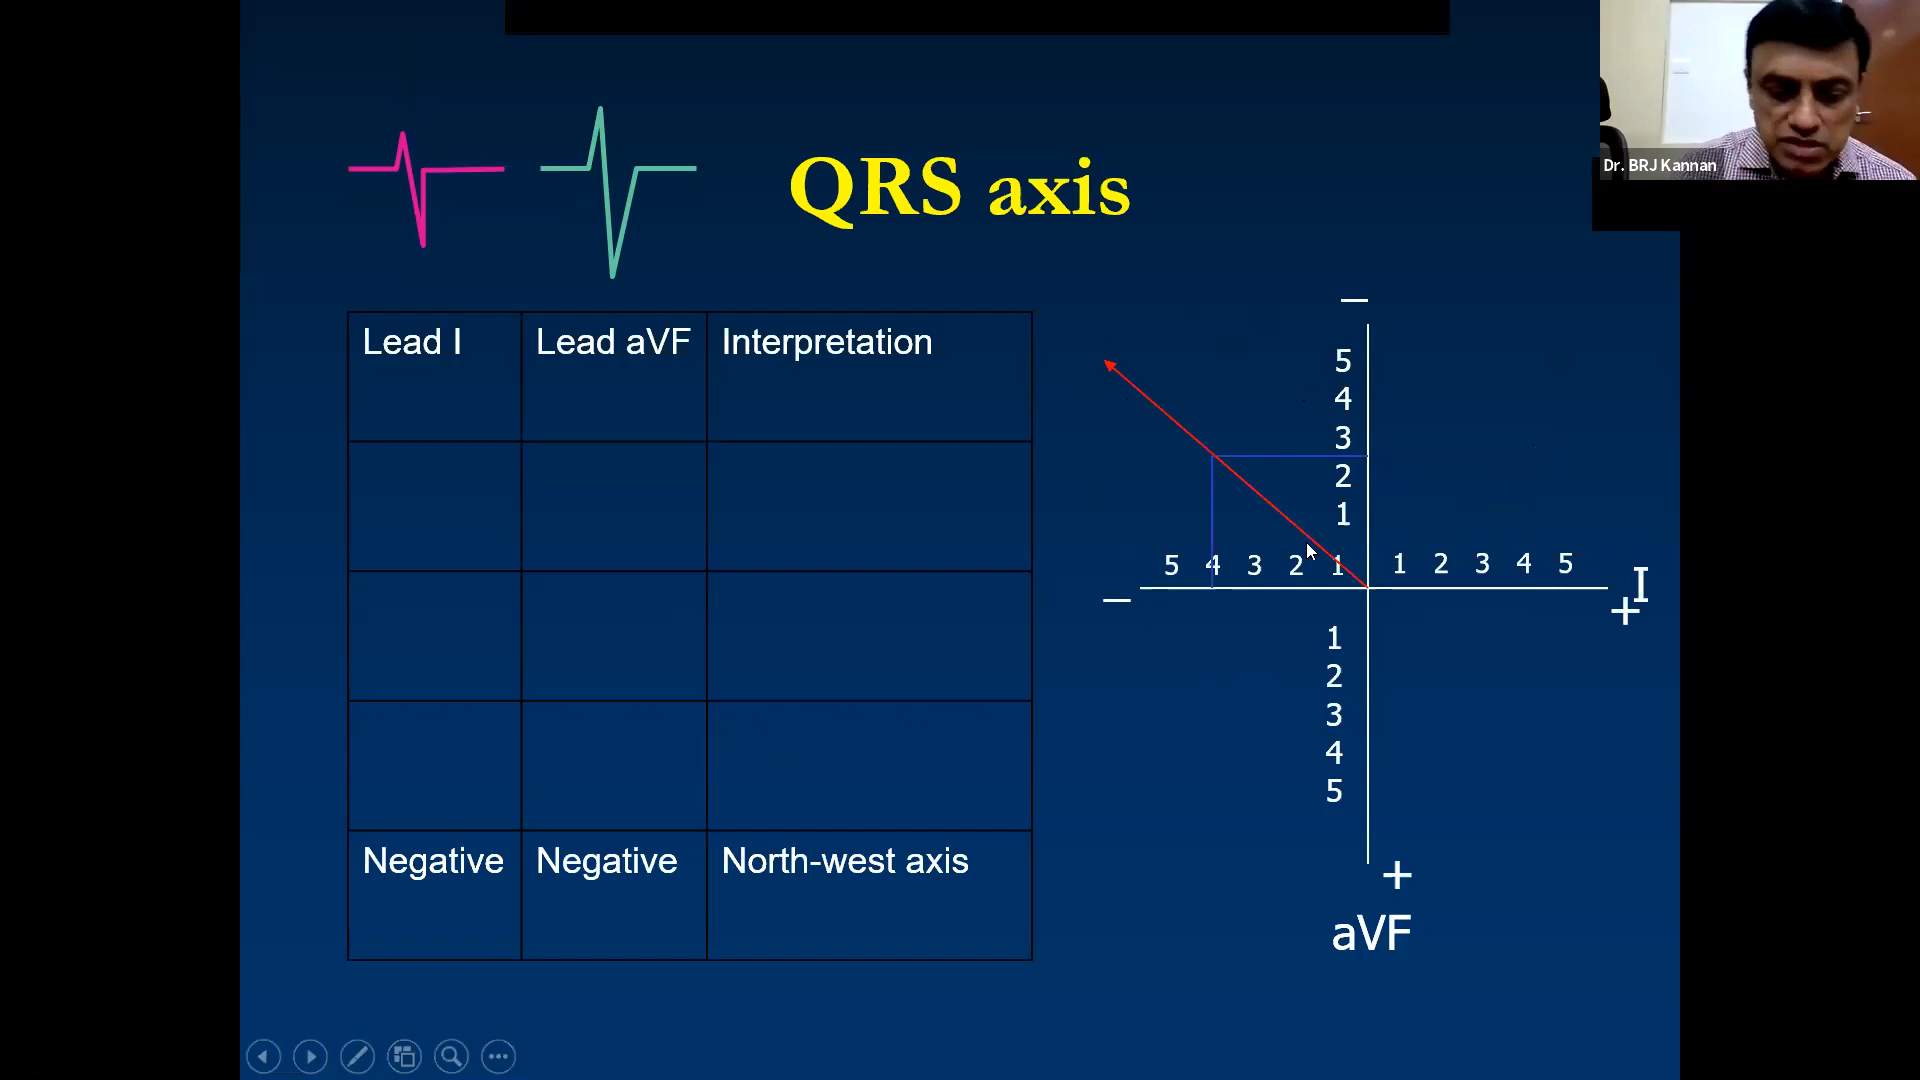 Dr. BRJ Kannan
QRS axis
Lead I Lead aVF Interpretation
Negative Negative North-west axis
–
5
4
3
2
1
5 4 3 2 1 1 2 3 4 5 I
– +
1
2
3
4
5
+
aVF